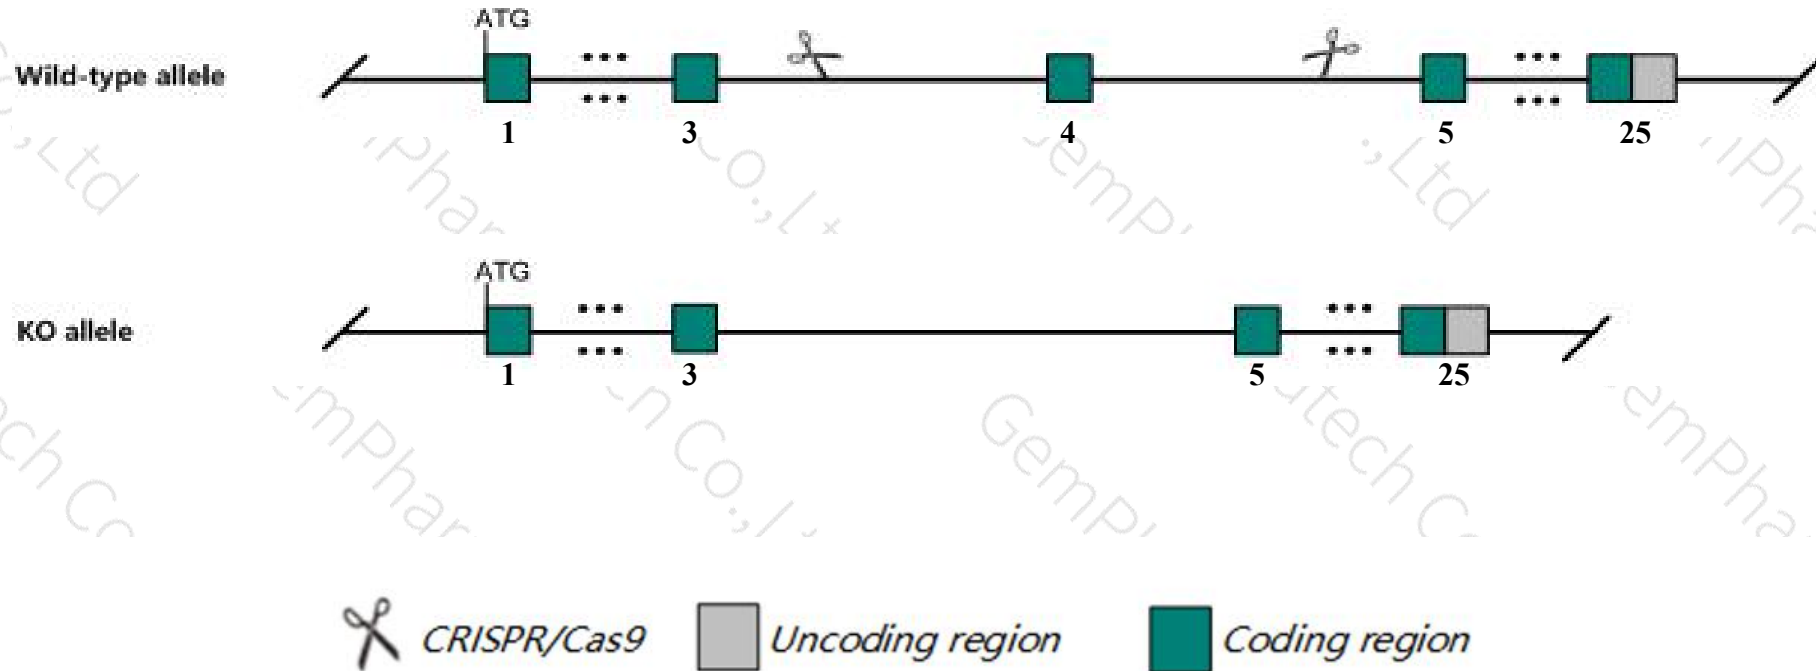 ATG
Wild-type allele
1 3 4 5 25
ATG
KO allele
1 3 5 25
CRISPR/Cas9 Uncoding region Coding region
GemPl